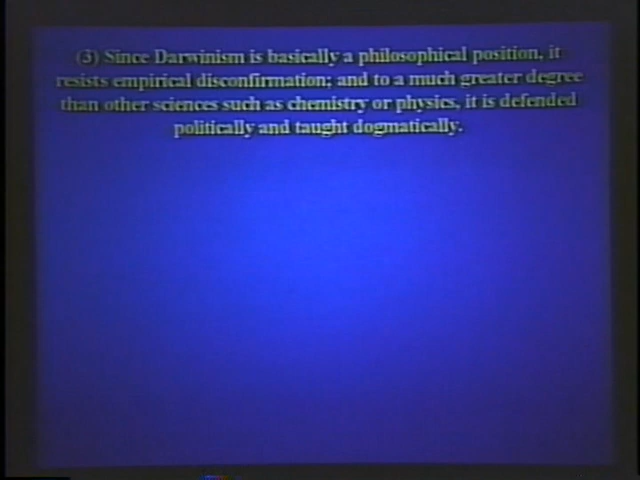 (3) Since Darwinism is basically a philosophical position, it
resists empirical disconfirmation; and to a much greater degree
than other sciences such as chemistry or physics, it is defended
politically and taught dogmatically.